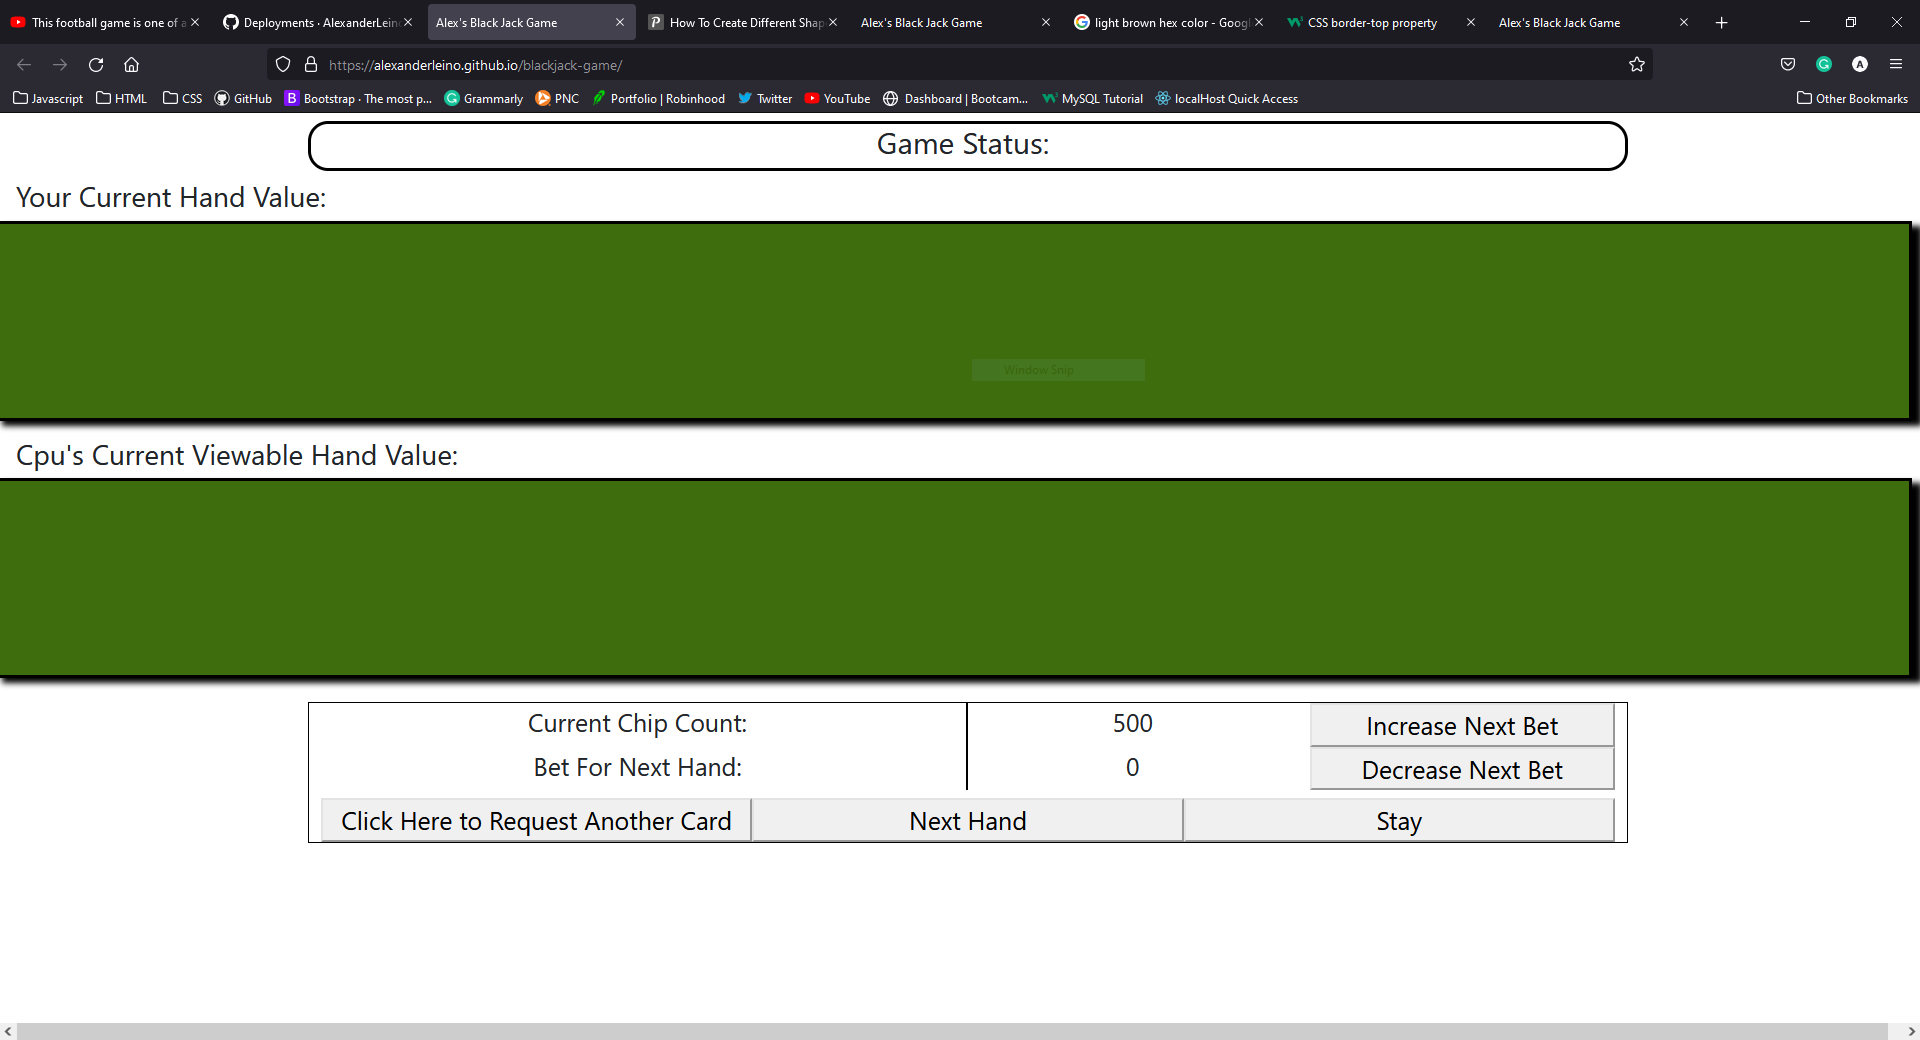 This football game is one of a
Deployments · AlexanderLein
Alex's Black Jack Game
How To Create Different Shap
Alex's Black Jack Game
light brown hex color - Goog
CSS border-top property
Alex's Black Jack Game
https://alexanderleino.github.io/blackjack-game/
Javascript
HTML
CSS
GitHub
Bootstrap · The most p...
Grammarly
PNC
Portfolio | Robinhood
Twitter
YouTube
Dashboard | Bootcam...
MySQL Tutorial
localHost Quick Access
Other Bookmarks
Game Status:
Your Current Hand Value:
Window Snip
Cpu's Current Viewable Hand Value:
Current Chip Count:
500
Increase Next Bet
Bet For Next Hand:
0
Decrease Next Bet
Click Here to Request Another Card
Next Hand
Stay